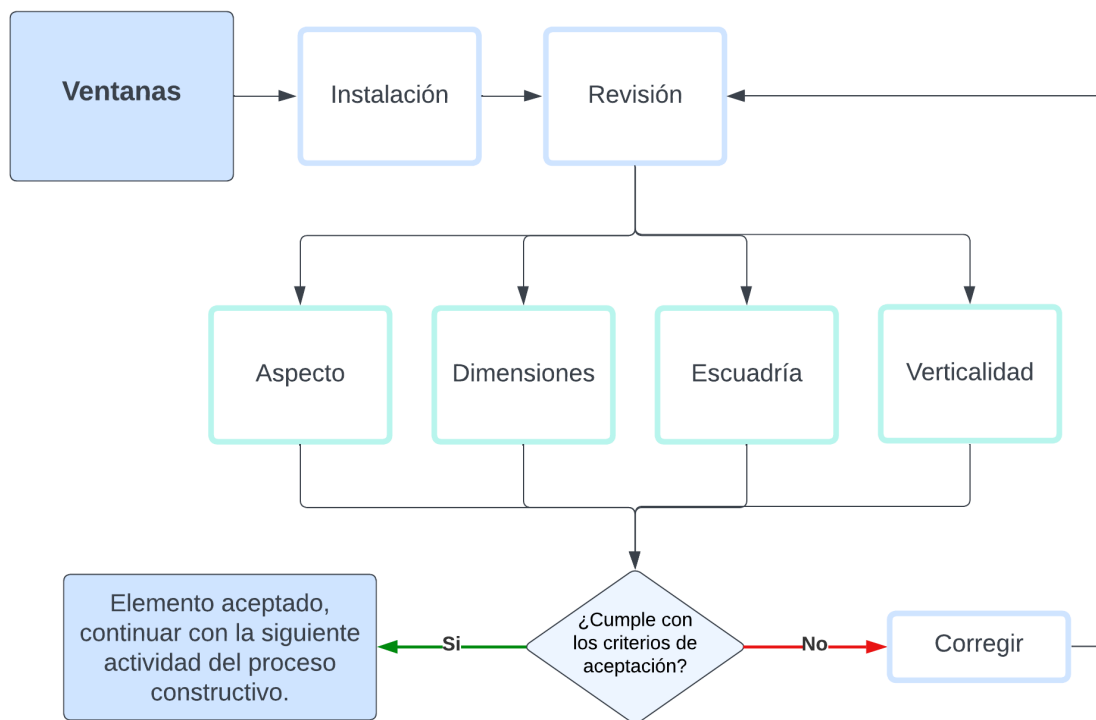 Ventanas
Instalación
Revisión
Aspecto
Dimensiones
Escuadría
Verticalidad
Elemento aceptado,
continuar con la siguiente
actividad del proceso
constructivo.
Si
¿Cumple con
los criterios de
aceptación?
No
Corregir